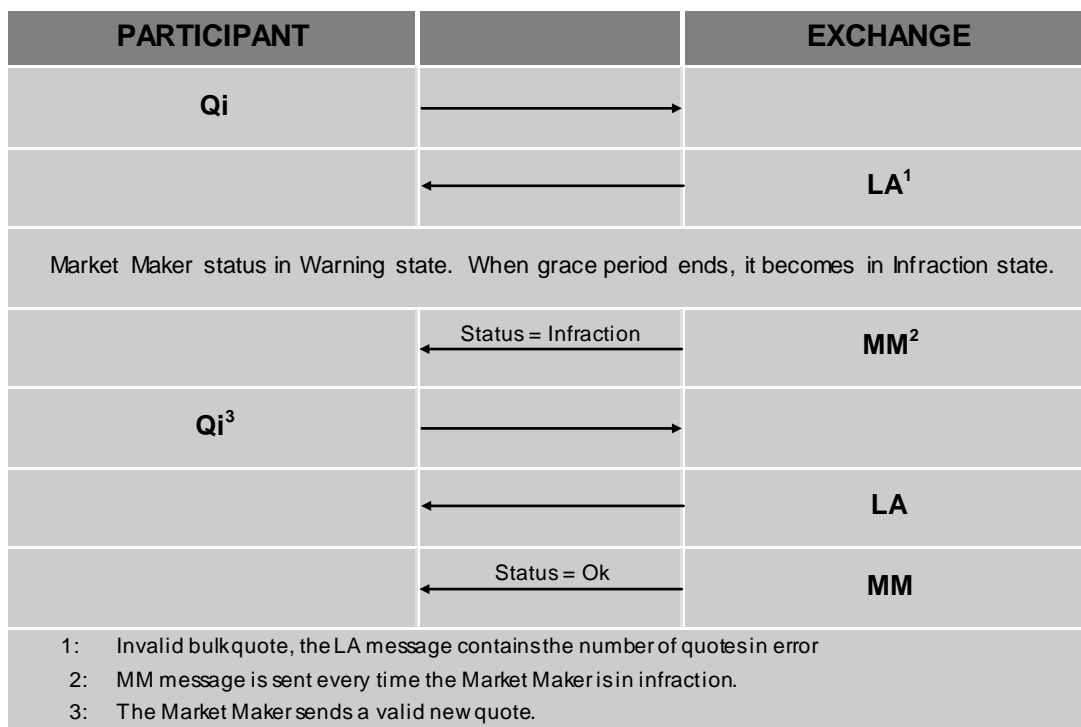 PARTICIPANT EXCHANGE
Qi
LA¹
Market Maker status in Warning state. When grace period ends, it becomes in Infraction state.
Status = Infraction MM²
Qi³
LA
Status = Ok MM
1: Invalid bulk quote, the LA message contains the number of quotes in error
2: MM message is sent every time the Market Maker is in infraction.
3: The Market Maker sends a valid new quote.